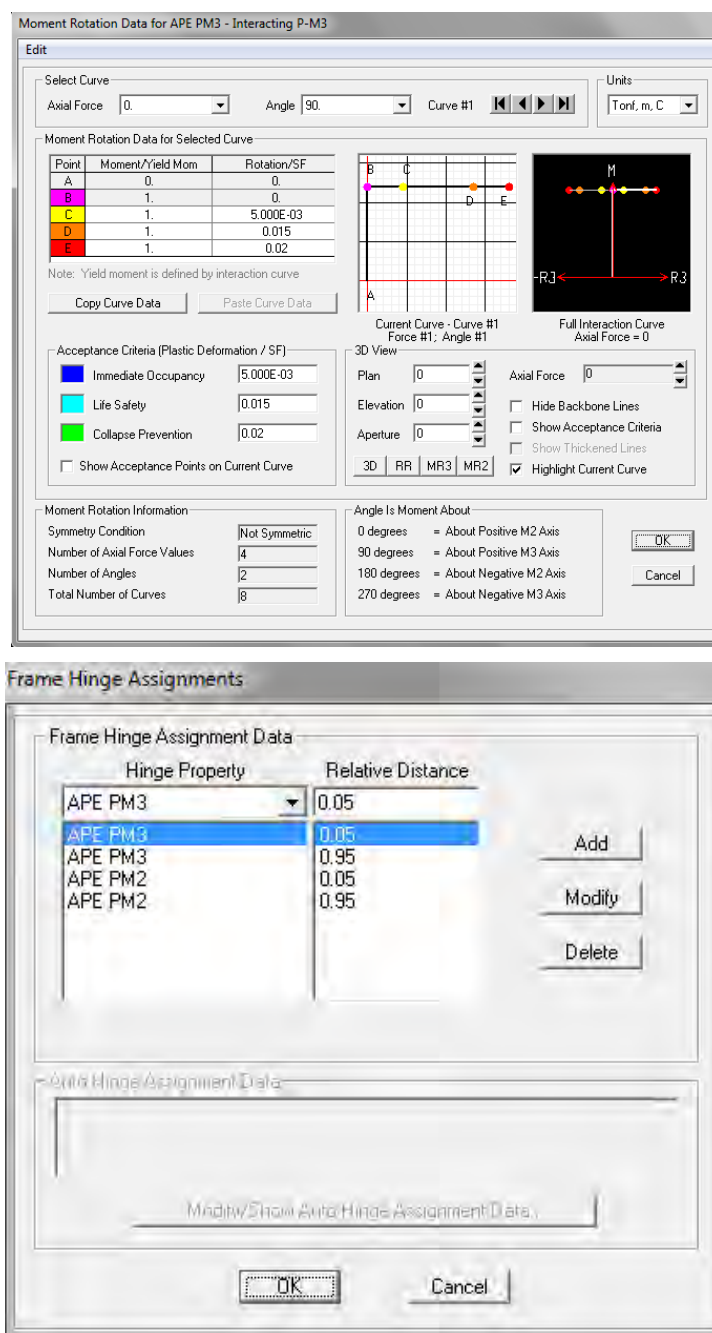 Moment Rotation Data for APE PM3 - Interacting P-M3
Edit
Select Curve
Units
Axial Force 0. Angle 90. Curve #1 Tonf, m, C
Moment Rotation Data for Selected Curve
Point Moment/Yield Mom Rotation/SF
A 0. 0.
B 1. 0.
C 1. 5.000E-03
D 1. 0.015
E 1. 0.02
Note: Yield moment is defined by interaction curve
Copy Curve Data Paste Curve Data
B C
D E
A
Current Curve - Curve #1
Force #1; Angle #1
M
-R3 R3
Full Interaction Curve
Axial Force = 0
Acceptance Criteria (Plastic Deformation / SF)
Immediate Occupancy 5.000E-03
Life Safety 0.015
Collapse Prevention 0.02
Show Acceptance Points on Current Curve
3D View
Plan 0 Axial Force 0
Elevation 0 Hide Backbone Lines
Show Acceptance Criteria
Aperture 0
Show Thickened Lines
3D RR MR3 MR2 Highlight Current Curve
Moment Rotation Information
Symmetry Condition Not Symmetric
Number of Axial Force Values 4
Number of Angles 2
Total Number of Curves 8
Angle Is Moment About
0 degrees = About Positive M2 Axis
90 degrees = About Positive M3 Axis
180 degrees = About Negative M2 Axis
270 degrees = About Negative M3 Axis
OK
Cancel
Frame Hinge Assignments
Frame Hinge Assignment Data
Hinge Property Relative Distance
APE PM3 0.05
APE PM3 0.05
APE PM3 0.95
APE PM2 0.05
APE PM2 0.95
Add
Modify
Delete
Auto Hinge Assignment Data
Modify/Show Auto Hinge Assignment Data...
OK Cancel